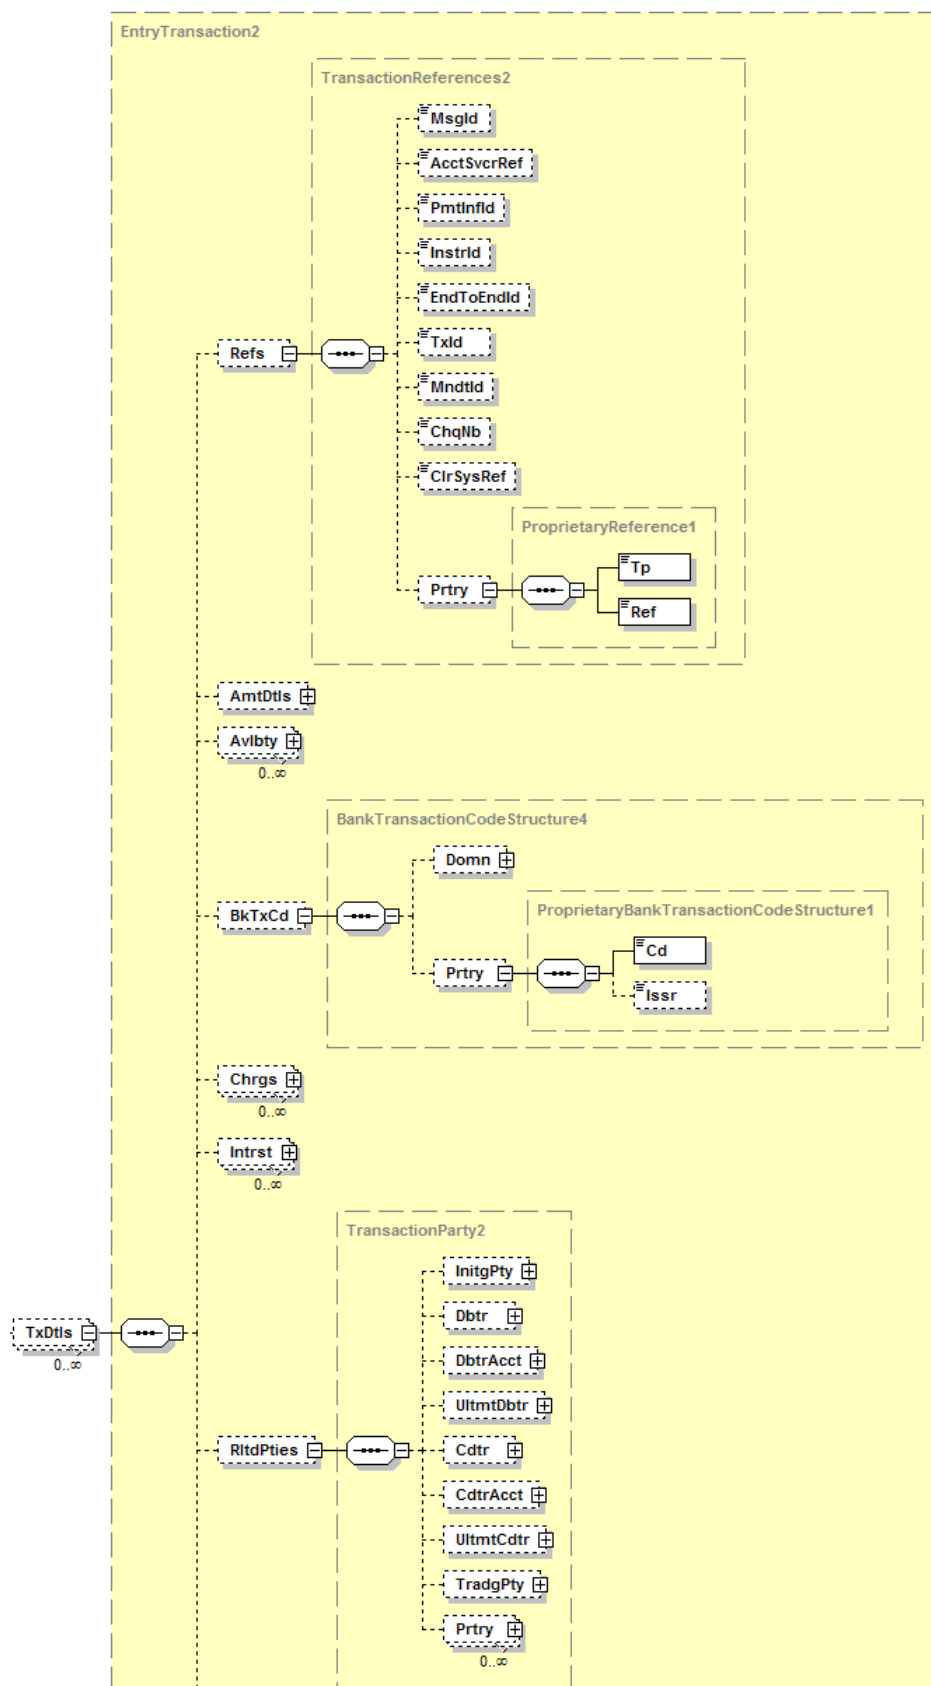 EntryTransaction2
TransactionReferences2
MsgId
AcctSvcrRef
PmtInfId
InstrId
EndToEndId
Refs
TxId
MndtId
ChqNb
ClrSysRef
ProprietaryReference1
Prtry
Tp
Ref
AmtDtls
Avlbty
0..∞
BankTransactionCodeStructure4
Domn
BkTxCd
ProprietaryBankTransactionCodeStructure1
Prtry
Cd
Issr
Chrgs
0..∞
Intrst
0..∞
TransactionParty2
InitgPty
TxDtls
0..∞
Dbtr
DbtrAcct
UltmtDbtr
RltdPties
Cdtr
CdtrAcct
UltmtCdtr
TradgPty
Prtry
0..∞